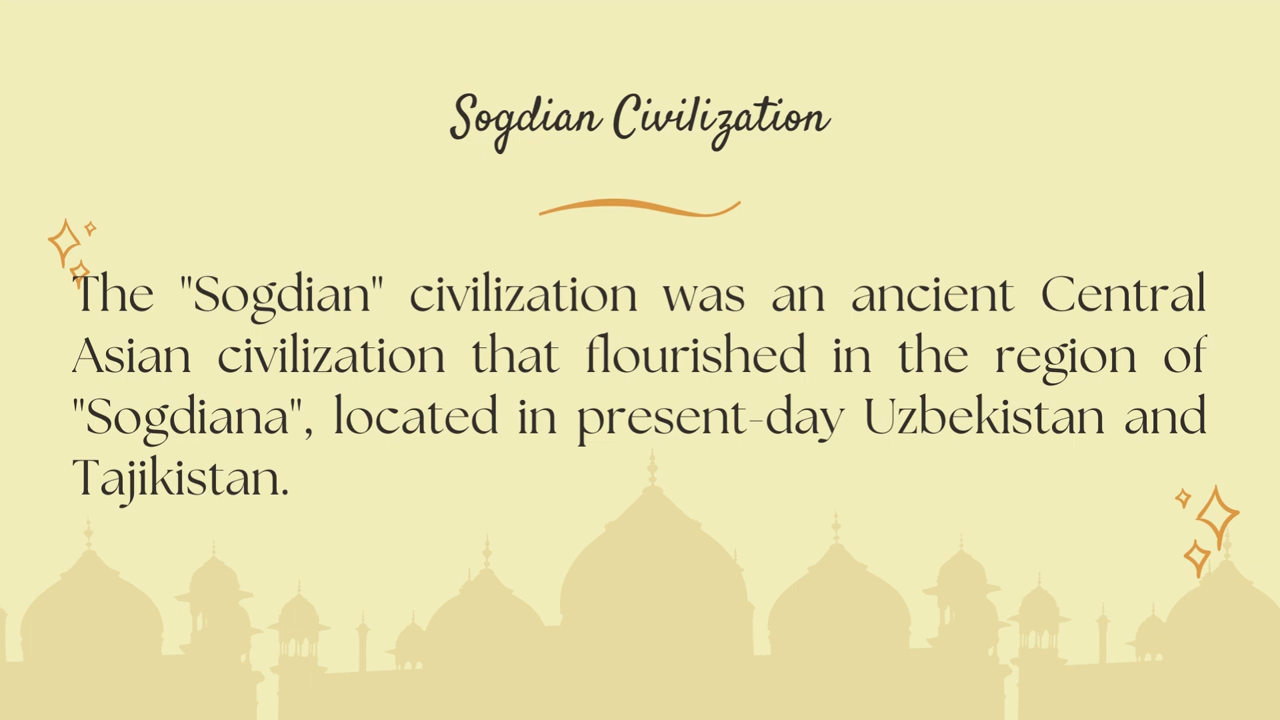 Sogdian Civilization
The "Sogdian" civilization was an ancient Central
Asian civilization that flourished in the region of
"Sogdiana", located in present-day Uzbekistan and
Tajikistan.